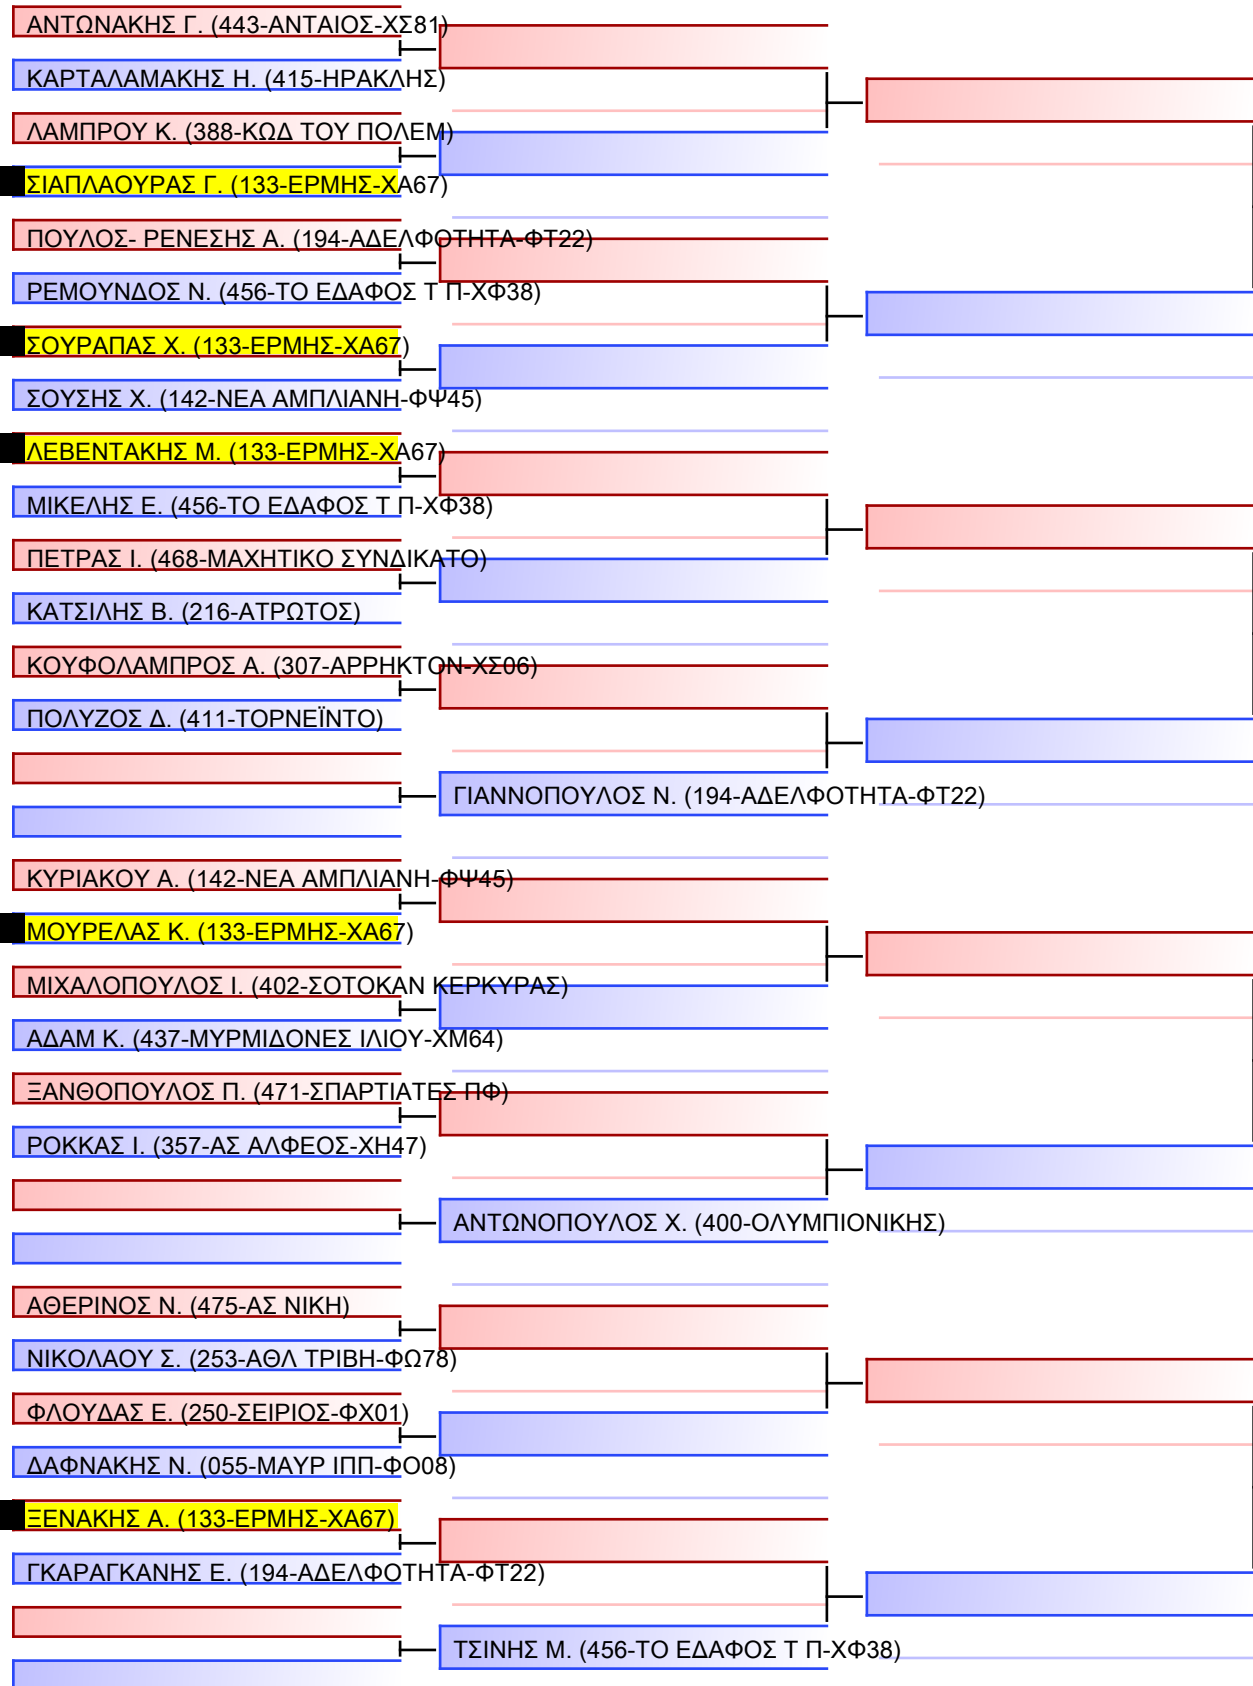 ΑΝΤΩΝΑΚΗΣ Γ. (443-ΑΝΤΑΙΟΣ-ΧΣ81)
ΚΑΡΤΑΛΑΜΑΚΗΣ Η. (415-ΗΡΑΚΛΗΣ)
ΛΑΜΠΡΟΥ Κ. (388-ΚΩΔ ΤΟΥ ΠΟΛΕΜ)
ΣΙΑΠΛΑΟΥΡΑΣ Γ. (133-ΕΡΜΗΣ-ΧΑ67)
ΠΟΥΛΟΣ- ΡΕΝΕΣΗΣ Α. (194-ΑΔΕΛΦΟΤΗΤΑ-ΦΤ22)
ΡΕΜΟΥΝΔΟΣ Ν. (456-ΤΟ ΕΔΑΦΟΣ Τ Π-ΧΦ38)
ΣΟΥΡΑΠΑΣ Χ. (133-ΕΡΜΗΣ-ΧΑ67)
ΣΟΥΣΗΣ Χ. (142-ΝΕΑ ΑΜΠΛΙΑΝΗ-ΦΨ45)
ΛΕΒΕΝΤΑΚΗΣ Μ. (133-ΕΡΜΗΣ-ΧΑ67)
ΜΙΚΕΛΗΣ Ε. (456-ΤΟ ΕΔΑΦΟΣ Τ Π-ΧΦ38)
ΠΕΤΡΑΣ Ι. (468-ΜΑΧΗΤΙΚΟ ΣΥΝΔΙΚΑΤΟ)
ΚΑΤΣΙΛΗΣ Β. (216-ΑΤΡΩΤΟΣ)
ΚΟΥΦΟΛΑΜΠΡΟΣ Α. (307-ΑΡΡΗΚΤΟΝ-ΧΣ06)
ΠΟΛΥΖΟΣ Δ. (411-ΤΟΡΝΕΪΝΤΟ)
ΓΙΑΝΝΟΠΟΥΛΟΣ Ν. (194-ΑΔΕΛΦΟΤΗΤΑ-ΦΤ22)
ΚΥΡΙΑΚΟΥ Α. (142-ΝΕΑ ΑΜΠΛΙΑΝΗ-ΦΨ45)
ΜΟΥΡΕΛΑΣ Κ. (133-ΕΡΜΗΣ-ΧΑ67)
ΜΙΧΑΛΟΠΟΥΛΟΣ Ι. (402-ΣΟΤΟΚΑΝ ΚΕΡΚΥΡΑΣ)
ΑΔΑΜ Κ. (437-ΜΥΡΜΙΔΟΝΕΣ ΙΛΙΟΥ-ΧΜ64)
ΞΑΝΘΟΠΟΥΛΟΣ Π. (471-ΣΠΑΡΤΙΑΤΕΣ ΠΦ)
ΡΟΚΚΑΣ Ι. (357-ΑΣ ΑΛΦΕΟΣ-ΧΗ47)
ΑΝΤΩΝΟΠΟΥΛΟΣ Χ. (400-ΟΛΥΜΠΙΟΝΙΚΗΣ)
ΑΘΕΡΙΝΟΣ Ν. (475-ΑΣ ΝΙΚΗ)
ΝΙΚΟΛΑΟΥ Σ. (253-ΑΘΛ ΤΡΙΒΗ-ΦΩ78)
ΦΛΟΥΔΑΣ Ε. (250-ΣΕΙΡΙΟΣ-ΦΧ01)
ΔΑΦΝΑΚΗΣ Ν. (055-ΜΑΥΡ ΙΠΠ-ΦΟ08)
ΞΕΝΑΚΗΣ Α. (133-ΕΡΜΗΣ-ΧΑ67)
ΓΚΑΡΑΓΚΑΝΗΣ Ε. (194-ΑΔΕΛΦΟΤΗΤΑ-ΦΤ22)
ΤΣΙΝΗΣ Μ. (456-ΤΟ ΕΔΑΦΟΣ Τ Π-ΧΦ38)